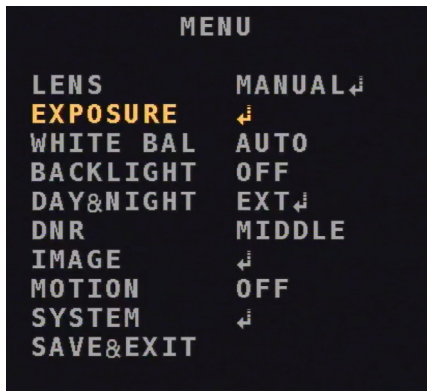 MENU
LENS MANUAL↲
EXPOSURE ↲
WHITE BAL AUTO
BACKLIGHT OFF
DAY&NIGHT EXT↲
DNR MIDDLE
IMAGE ↲
MOTION OFF
SYSTEM ↲
SAVE&EXIT